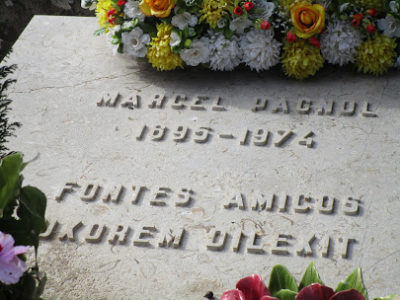 MARCEL PAGNOL
1895-1974
FONTES AMICOS
UXOREM DILEXIT